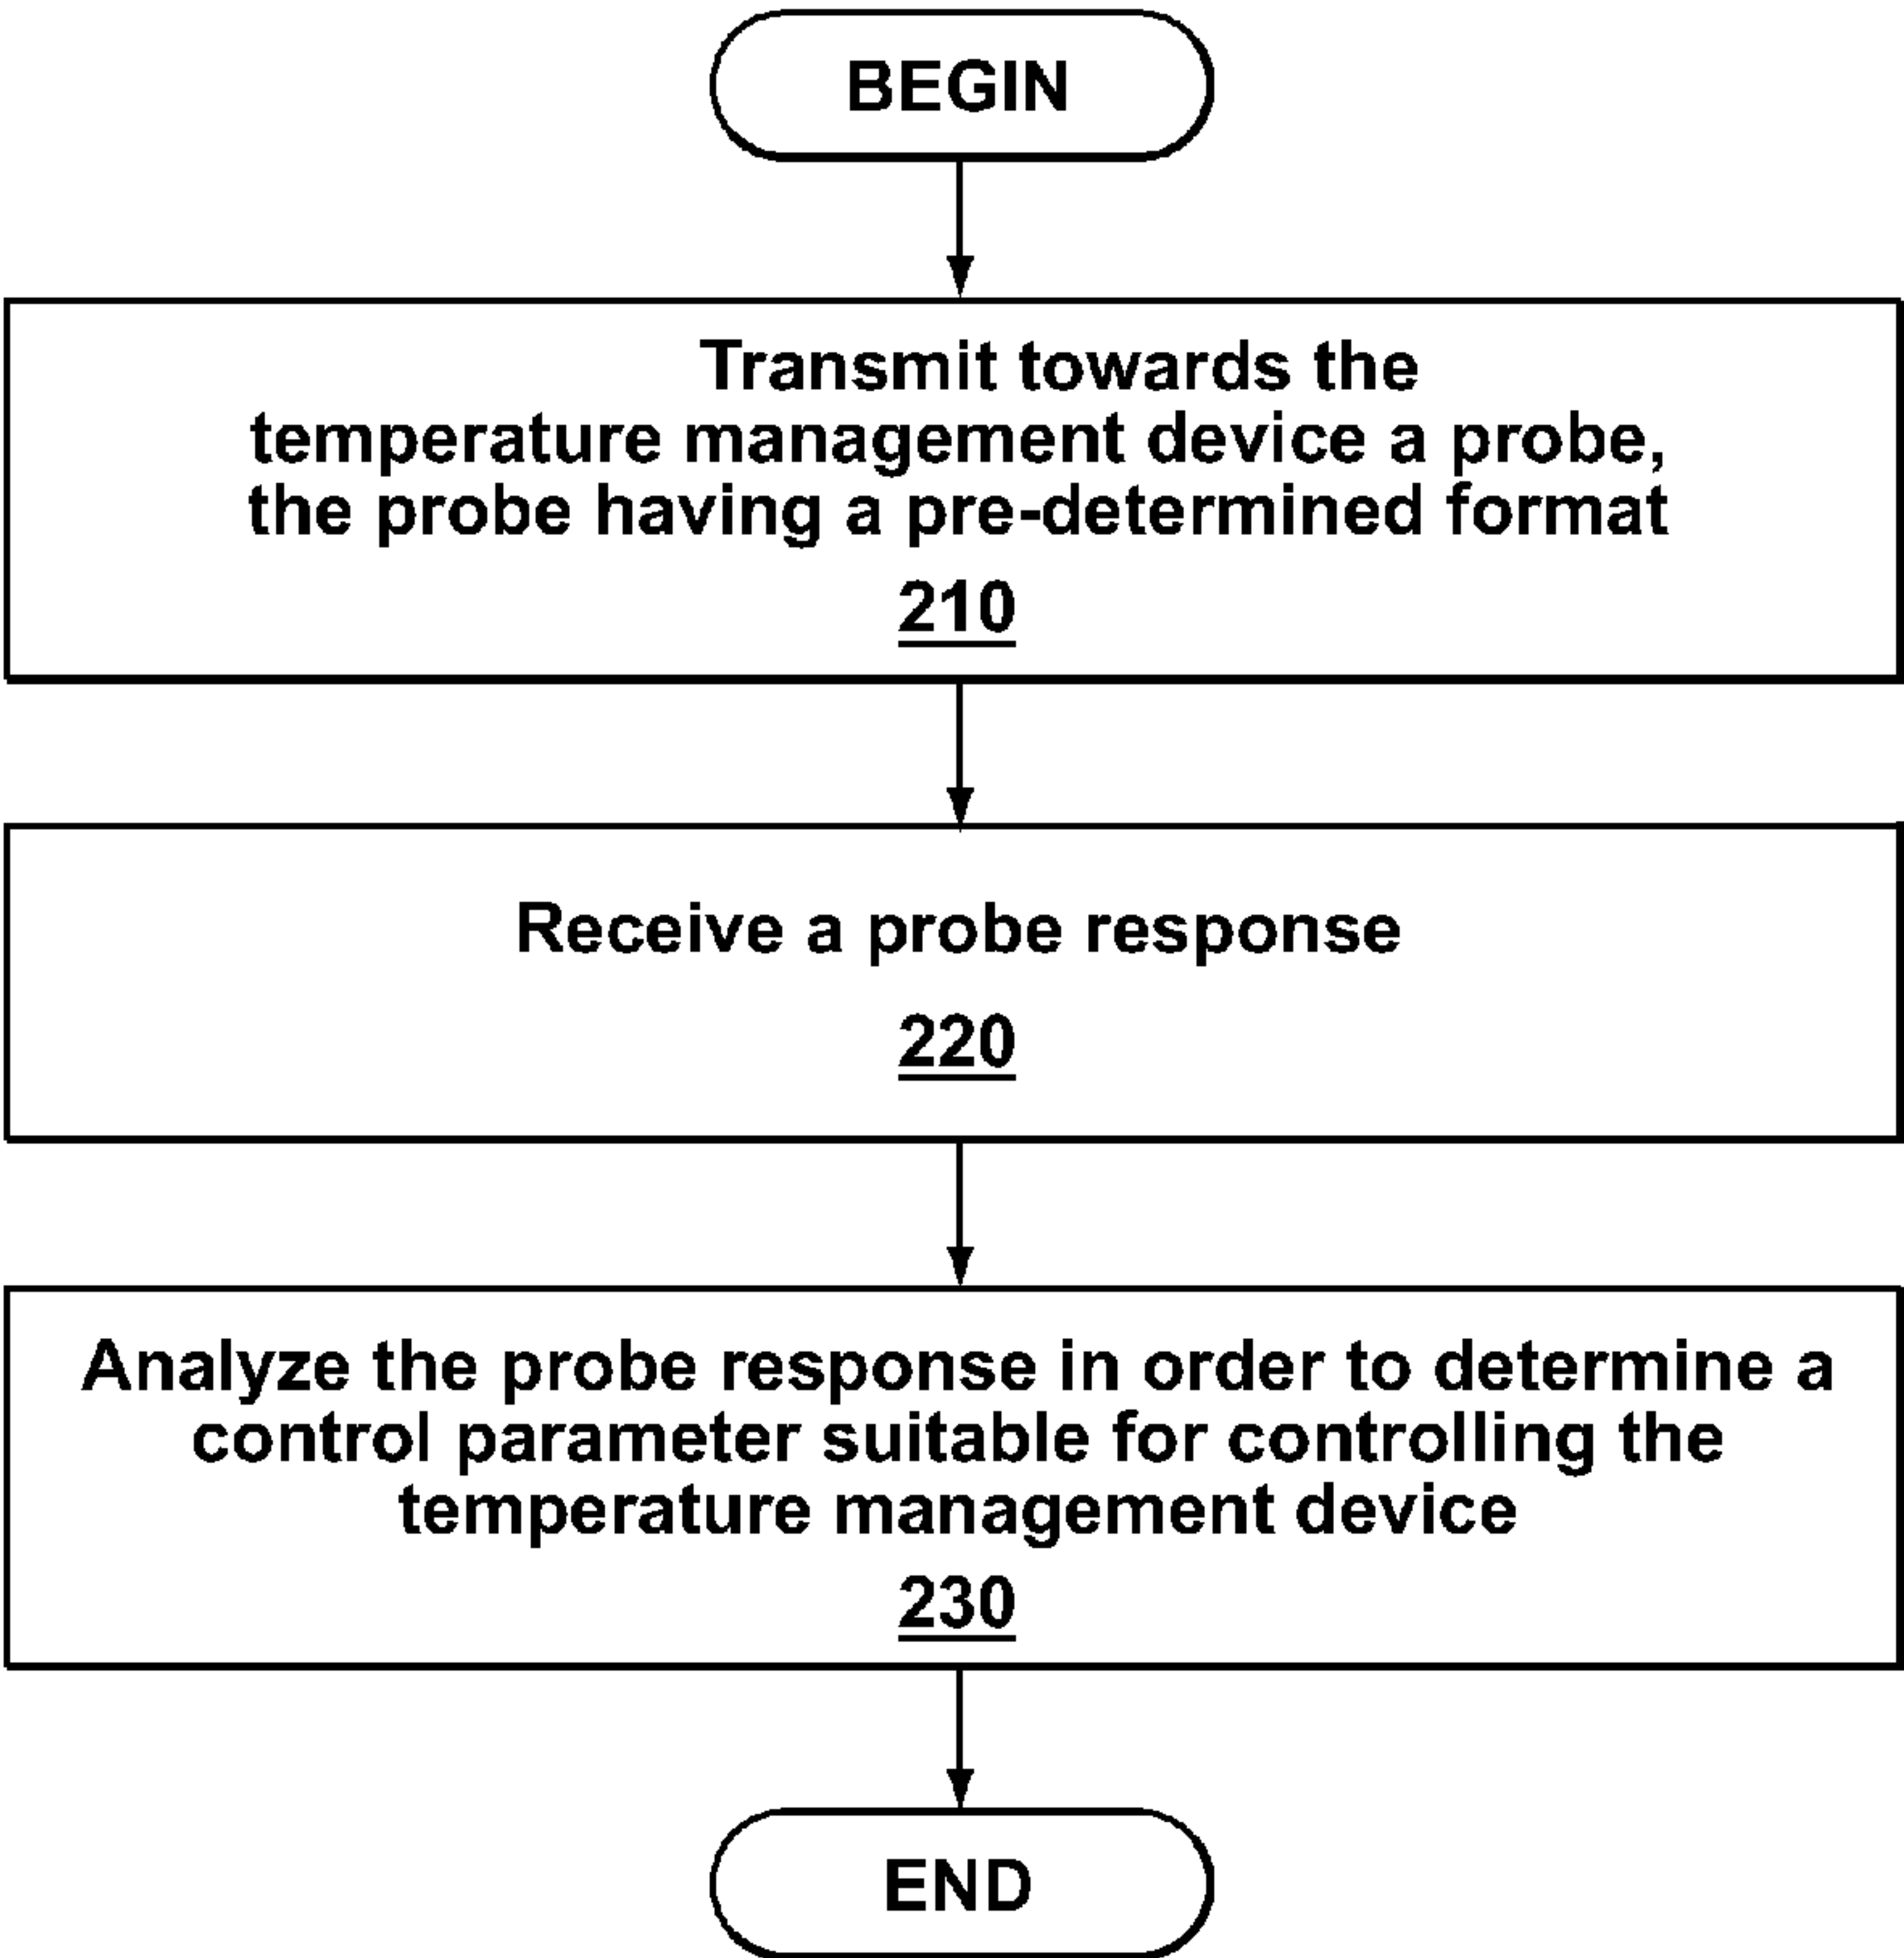 BEGIN
Transmit towards the
temperature management device a probe,
the probe having a pre-determined format
210
Receive a probe response
220
Analyze the probe response in order to determine a
control parameter suitable for controlling the
temperature management device
230
END